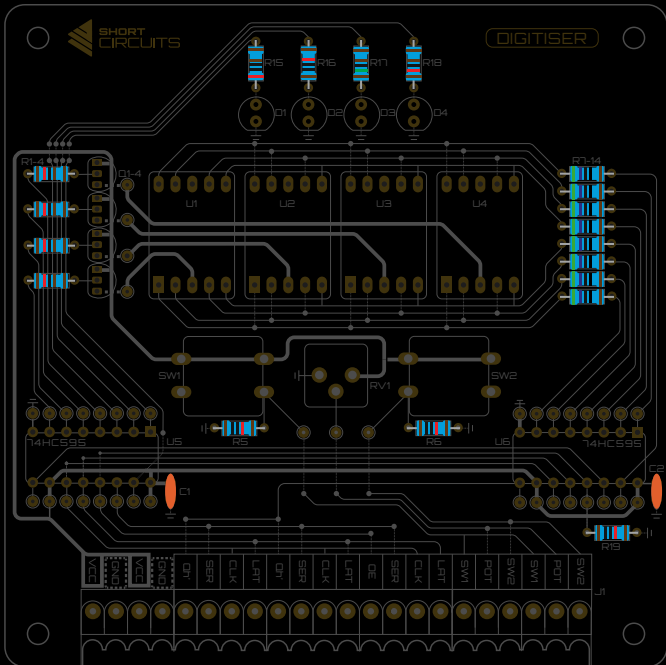 SHORT
CIRCUITS
DIGITISER
R15 R16 R17 R18
D1 D2 D3 D4
R1-4 Q1-4 R7-14
U1 U2 U3 U4
SW1 RV1 SW2
R5 R6
74HC595 U5 U6 74HC595
C1 C2
R19
VCC GND VCC GND QH' SER CLK LAT QH' SER CLK LAT OE SER CLK LAT SW1 POT SW2 SW1 POT SW2
J1